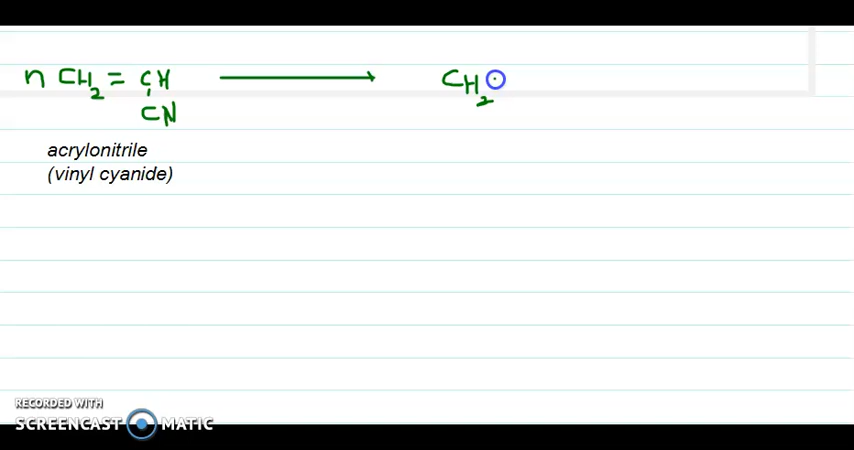 n CH2 = CH CH2
CN
acrylonitrile
(vinyl cyanide)
RECORDED WITH
SCREENCAST MATIC